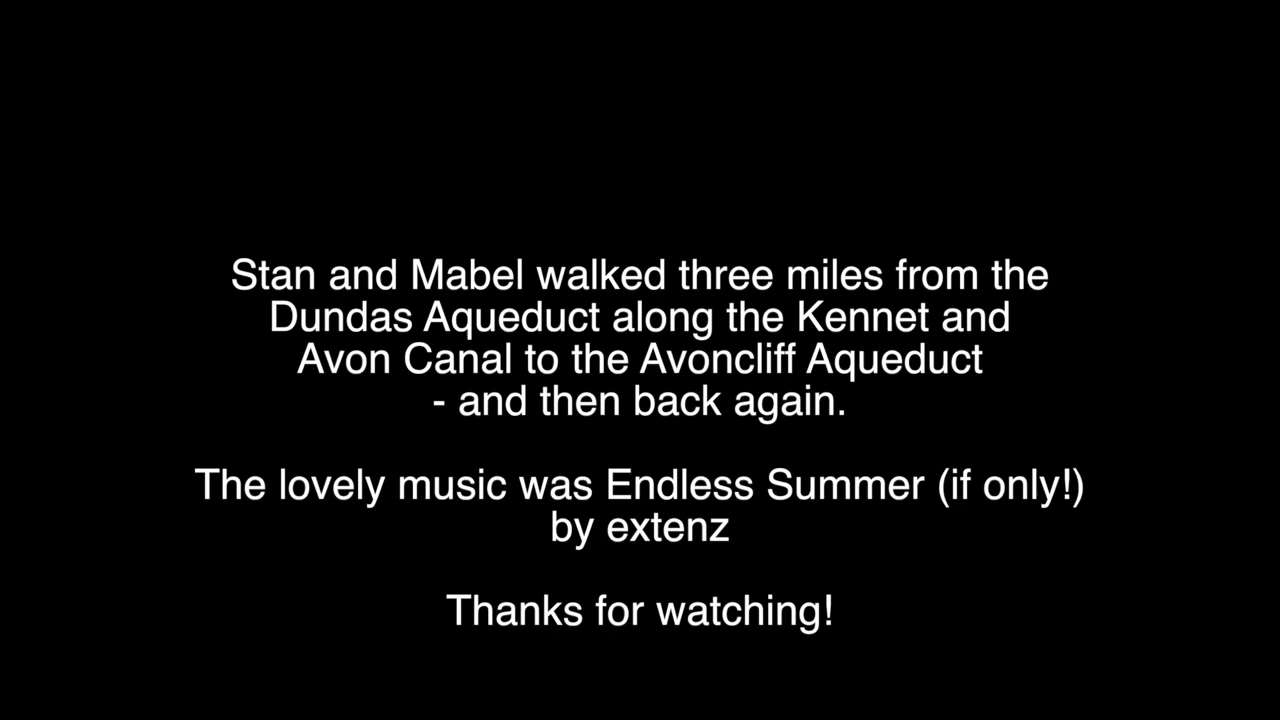 Stan and Mabel walked three miles from the
Dundas Aqueduct along the Kennet and
Avon Canal to the Avoncliff Aqueduct
- and then back again.
The lovely music was Endless Summer (if only!)
by extenz
Thanks for watching!